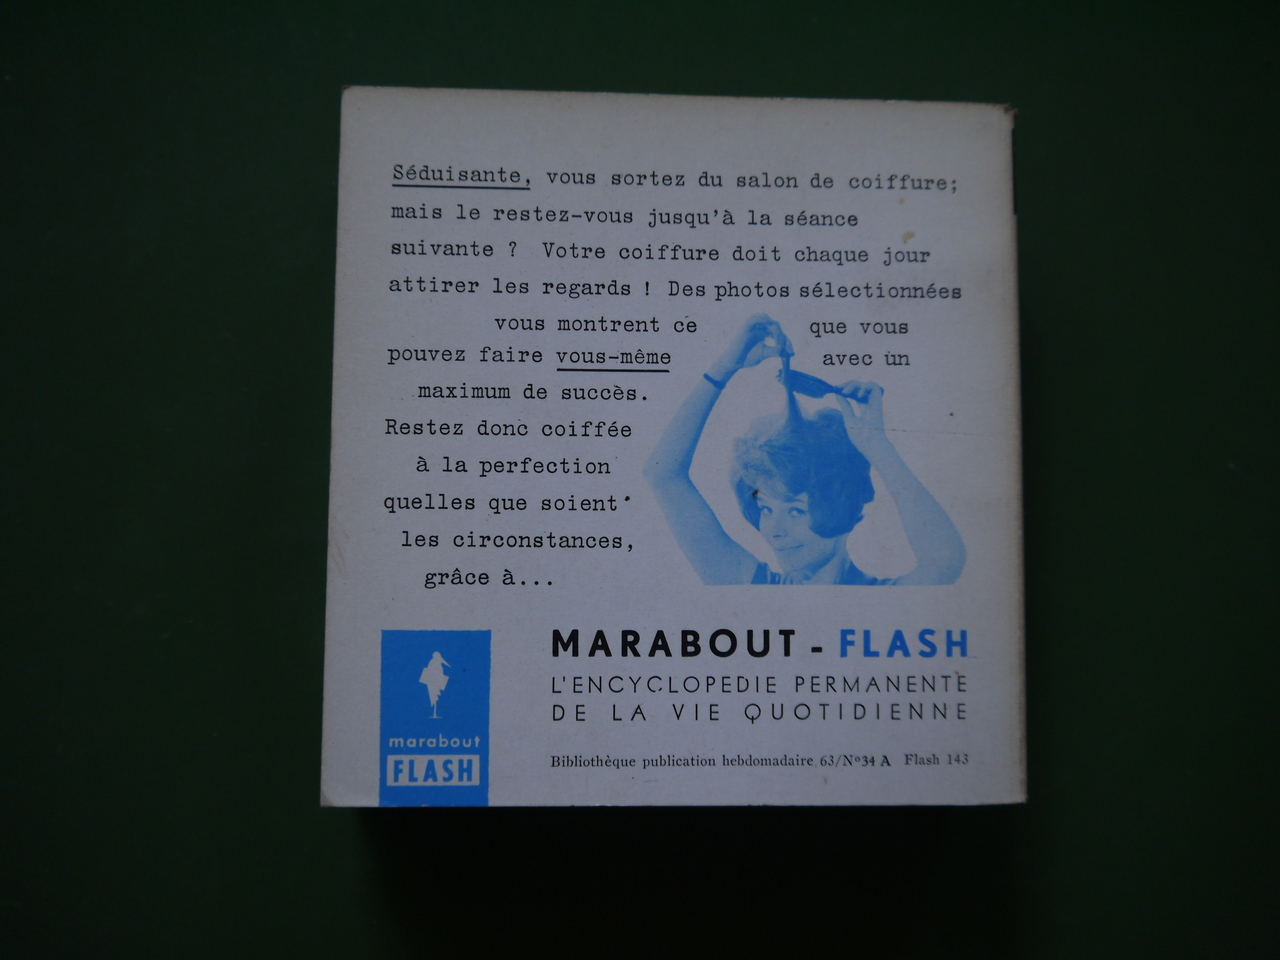 Séduisante, vous sortez du salon de coiffure;
mais le restez-vous jusqu'à la séance
suivante ? Votre coiffure doit chaque jour
attirer les regards ! Des photos sélectionnées
vous montrent ce que vous
pouvez faire vous-même avec un
maximum de succès.
Restez donc coiffée
à la perfection
quelles que soient
les circonstances,
grâce à...
MARABOUT - FLASH
L'ENCYCLOPEDIE PERMANENTE
DE LA VIE QUOTIDIENNE
Bibliothèque publication hebdomadaire 63/Nº34 A Flash 143
marabout
FLASH